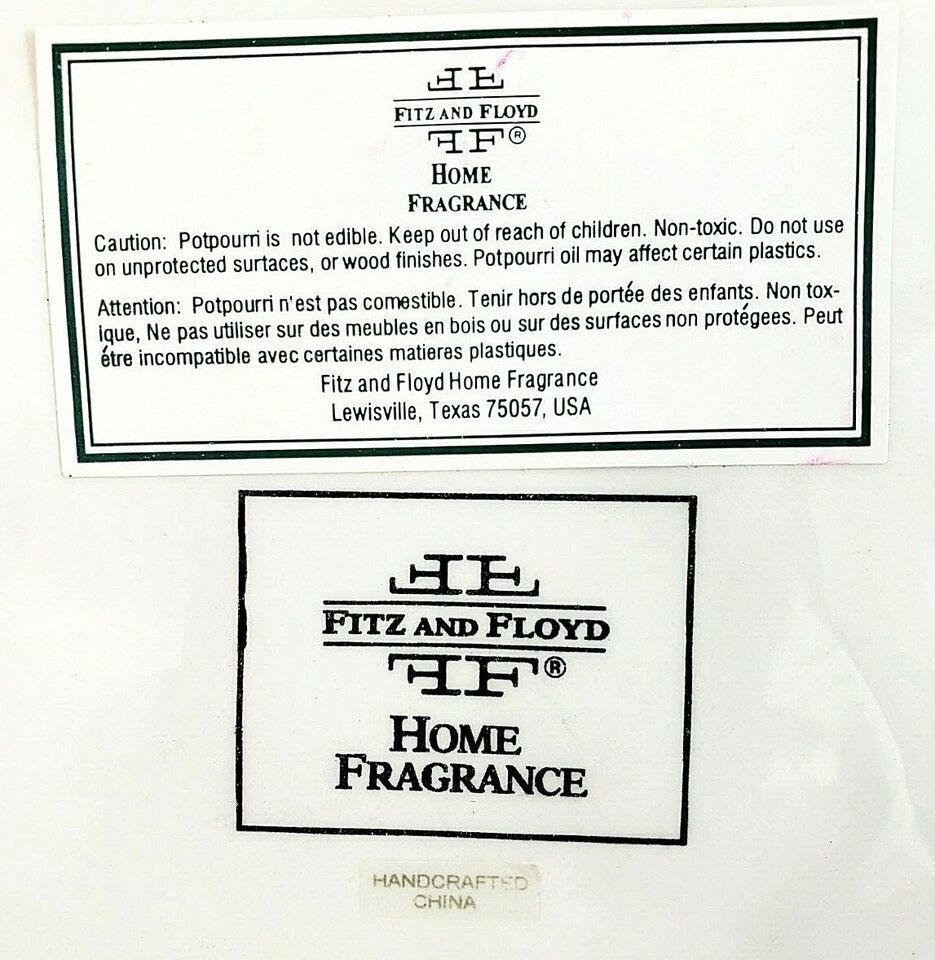 FITZ AND FLOYD
FF®
HOME
FRAGRANCE
Caution: Potpourri is not edible. Keep out of reach of children. Non-toxic. Do not use
on unprotected surtaces, or wood finishes. Potpourri oil may affect certain plastics.
Attention: Potpourri n'est pas comestible. Tenir hors de portée des enfants. Non tox-
ique, Ne pas utiliser sur des meubles en bois ou sur des surfaces non protégees. Peut
étre incompatible avec certaines matieres plastiques.
Fitz and Floyd Home Fragrance
Lewisville, Texas 75057, USA
FITZ AND FLOYD
FF®
HOME
FRAGRANCE
HANDCRAFTED
CHINA